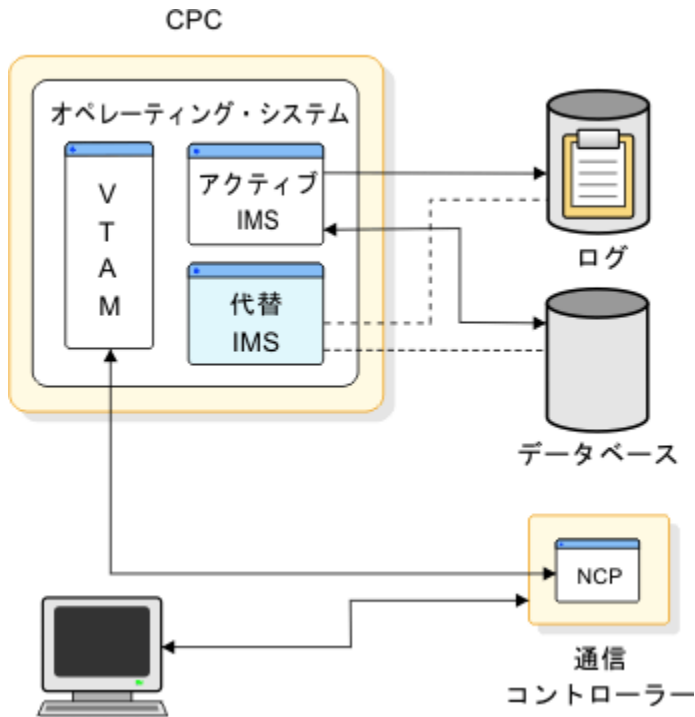 CPC
オペレーティング・システム
V
T
A
M
アクティブ
IMS
代替
IMS
ログ
データベース
NCP
通信
コントローラー